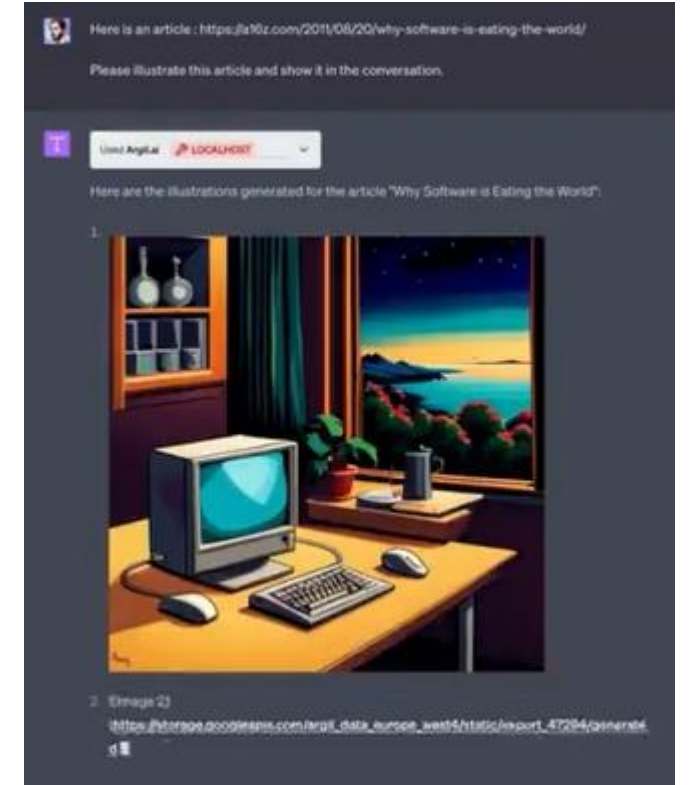 Here is an article : https://a16z.com/2011/08/20/why-software-is-eating-the-world/
Please illustrate this article and show it in the conversation.
Used Argil.ai LOCALHOST
Here are the illustrations generated for the article "Why Software is Eating the World":
1.
2. ![Image 2]
(https://storage.googleapis.com/argil_data_europe_west4/static/export_47294/generate
d